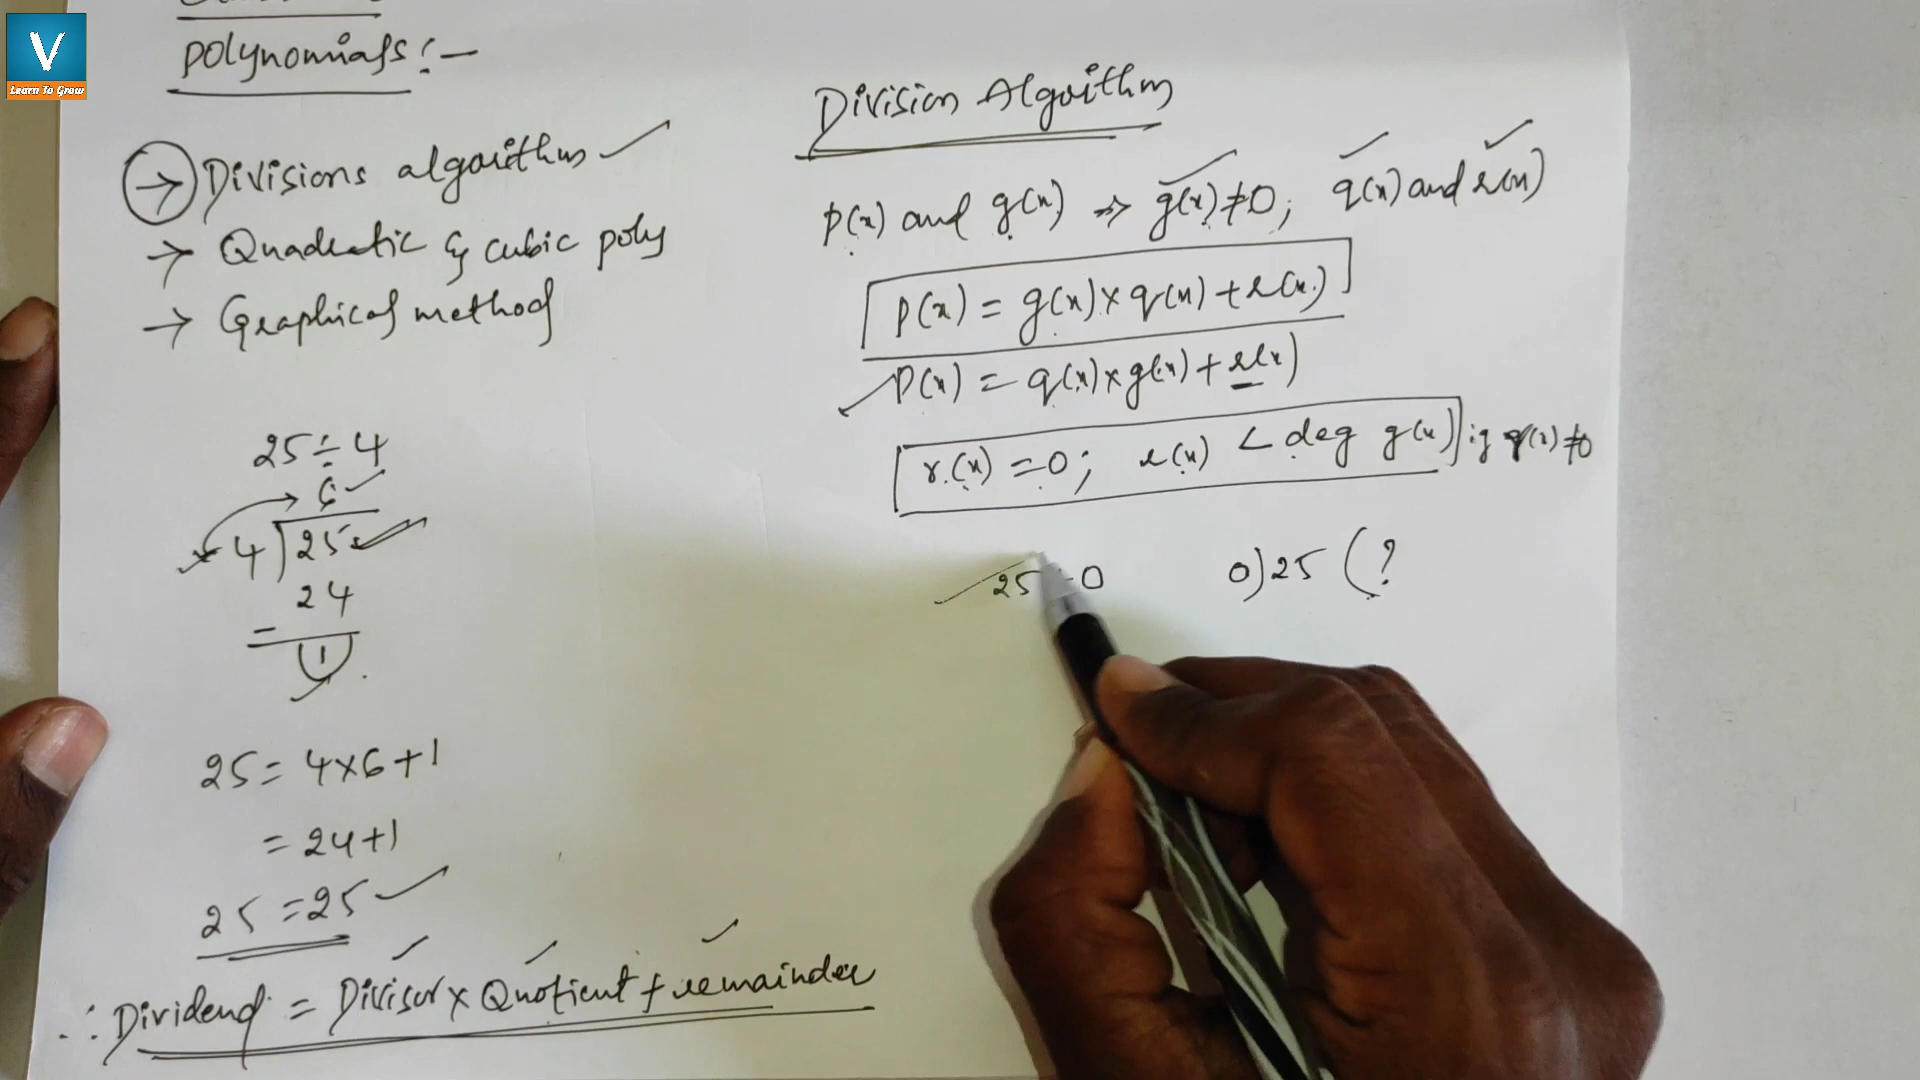 V
Learn To Grow
polynomials :-
→ Divisions algorithm ✓
→ Quadratic & cubic poly
→ Graphical method
25 ÷ 4
6 ✓
4) 25 ✓
24
-
1
25 = 4x6+1
= 24+1
25 = 25 ✓
∴ Dividend = Divisor x Quotient + remainder
Division Algorithm
p(x) and g(x) → g(x) ≠ 0; q(x) and r(x)
P(x) = g(x) x q(x) + r(x)
✓ P(x) = q(x) x g(x) + r(x)
r(x) = 0; r(x) < deg g(x) ; if r(x) ≠ 0
25 ÷ 0
0) 25 ( ?